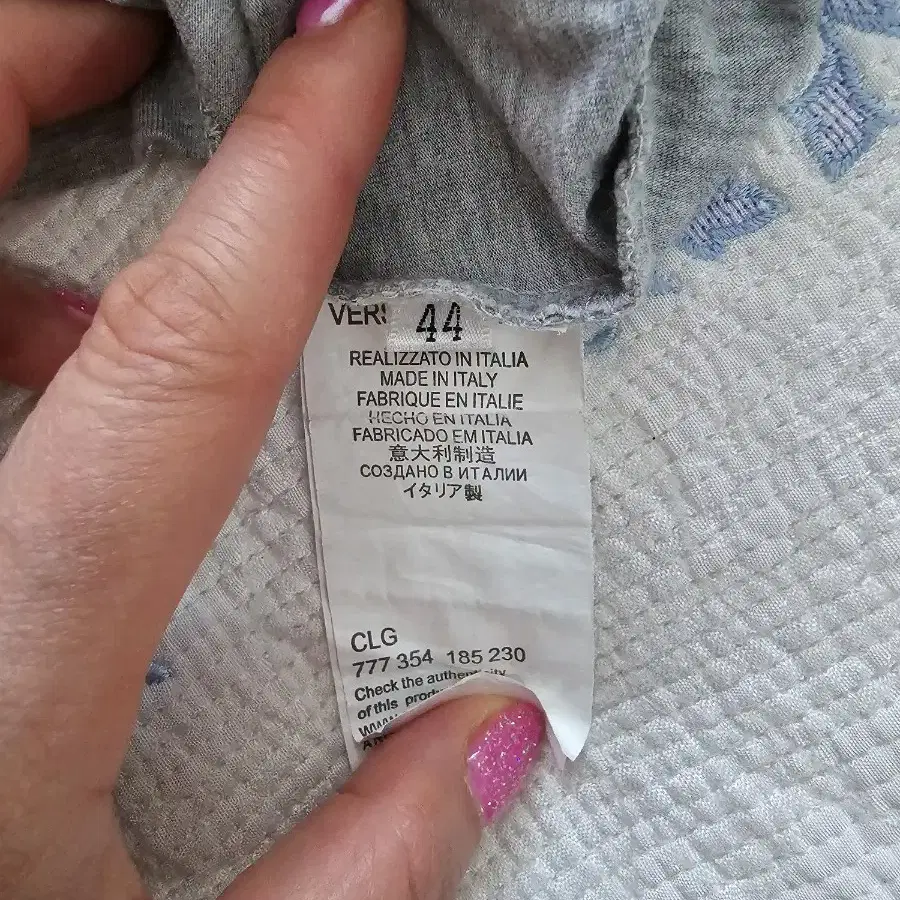 44
REALIZZATO IN ITALIA
MADE IN ITALY
FABRIQUE EN ITALIE
HECHO EN ITALIA
FABRICADO EM ITALIA
意大利制造
СОЗДАНО В ИТАЛИИ
イタリア製
CLG
777 354 185 230
Check the authenticity
of this